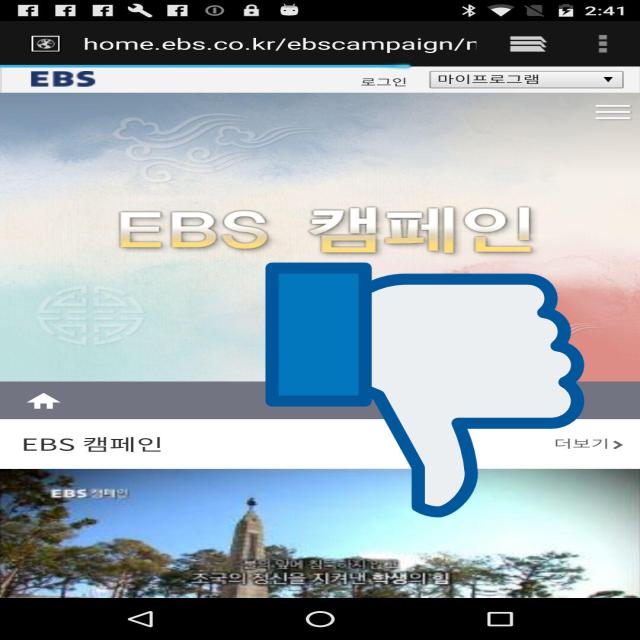 2:41
home.ebs.co.kr/ebscampaign/r
EBS 로그인 마이프로그램
EBS 캠페인
EBS 캠페인 더보기 >
EBS 캠페인
조국의 정신을 지켜낸 학생의 힘